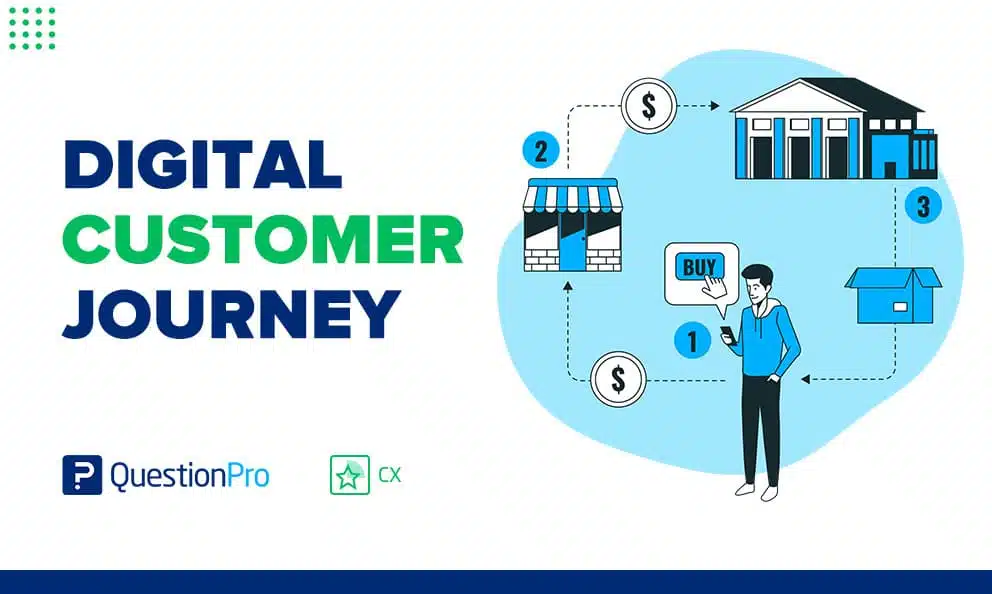 DIGITAL
CUSTOMER
JOURNEY
QuestionPro
CX
$
2
3
BUY
1
$